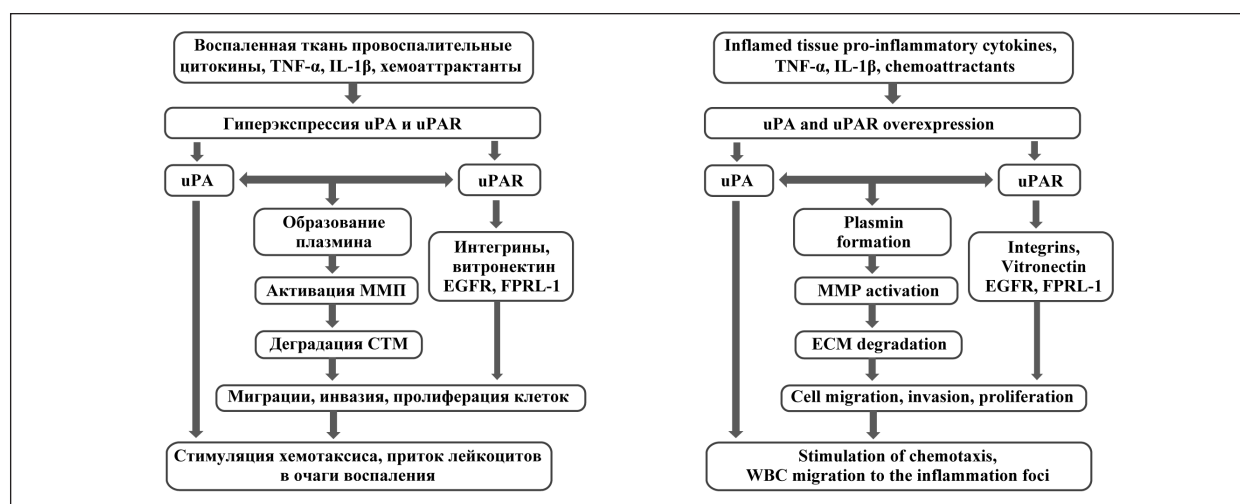 Воспаленная ткань провоспалительные
цитокины, TNF-α, IL-1β, хемоаттрактанты
Гиперэкспрессия uPA и uPAR
uPA
uPAR
Образование
плазмина
Интегрины,
витронектин
EGFR, FPRL-1
Активация ММП
Деградация СТМ
Миграции, инвазия, пролиферация клеток
Стимуляция хемотаксиса, приток лейкоцитов
в очаги воспаления
Inflamed tissue pro-inflammatory cytokines,
TNF-α, IL-1β, chemoattractants
uPA and uPAR overexpression
uPA
uPAR
Plasmin
formation
Integrins,
Vitronectin
EGFR, FPRL-1
MMP activation
ECM degradation
Cell migration, invasion, proliferation
Stimulation of chemotaxis,
WBC migration to the inflammation foci